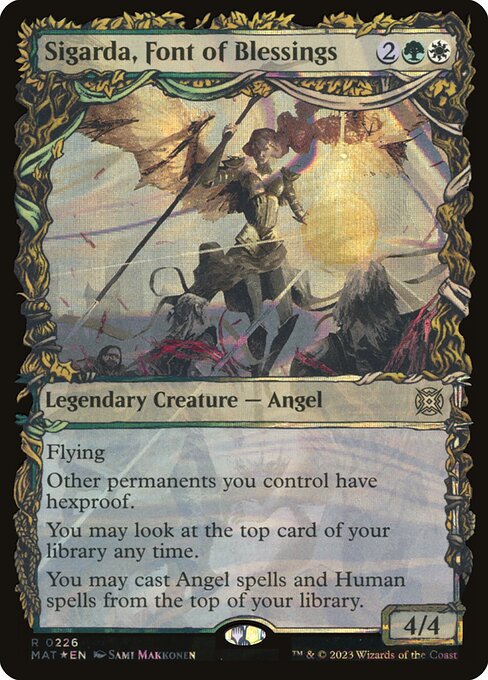 Sigarda, Font of Blessings 2
Legendary Creature — Angel
Flying
Other permanents you control have
hexproof.
You may look at the top card of your
library any time.
You may cast Angel spells and Human
spells from the top of your library.
4/4
R 0226
MAT★EN Sami Makkonen
™ & © 2023 Wizards of the Coast